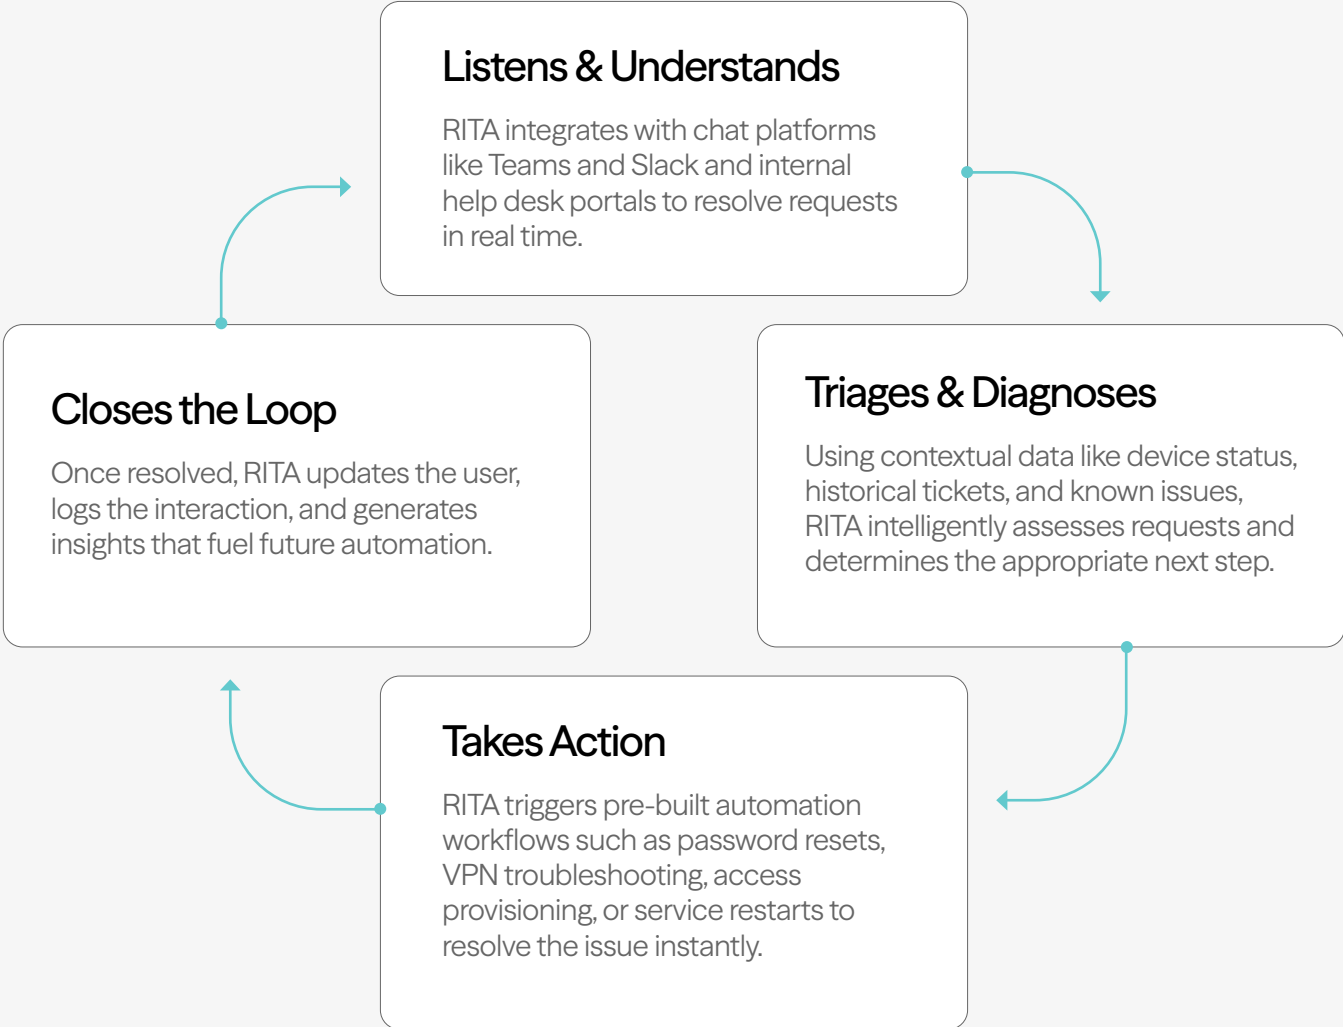 Listens & Understands
RITA integrates with chat platforms
like Teams and Slack and internal
help desk portals to resolve requests
in real time.
Triages & Diagnoses
Using contextual data like device status,
historical tickets, and known issues,
RITA intelligently assesses requests and
determines the appropriate next step.
Takes Action
RITA triggers pre-built automation
workflows such as password resets,
VPN troubleshooting, access
provisioning, or service restarts to
resolve the issue instantly.
Closes the Loop
Once resolved, RITA updates the user,
logs the interaction, and generates
insights that fuel future automation.